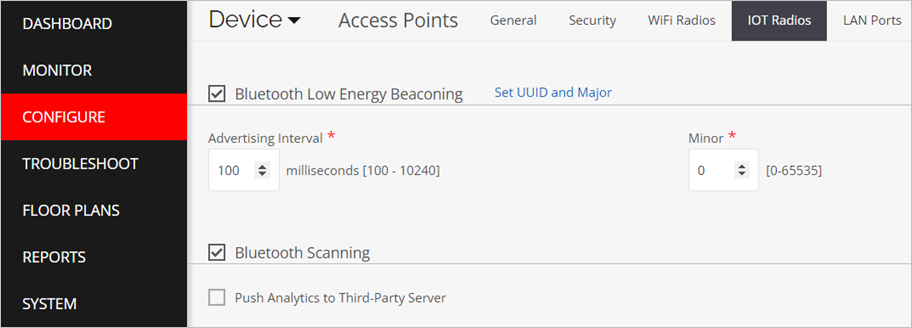 DASHBOARD
MONITOR
CONFIGURE
TROUBLESHOOT
FLOOR PLANS
REPORTS
SYSTEM
Device Access Points General Security WiFi Radios IOT Radios LAN Ports
Bluetooth Low Energy Beaconing Set UUID and Major
Advertising Interval * Minor *
100 milliseconds [100 - 10240] 0 [0-65535]
Bluetooth Scanning
Push Analytics to Third-Party Server